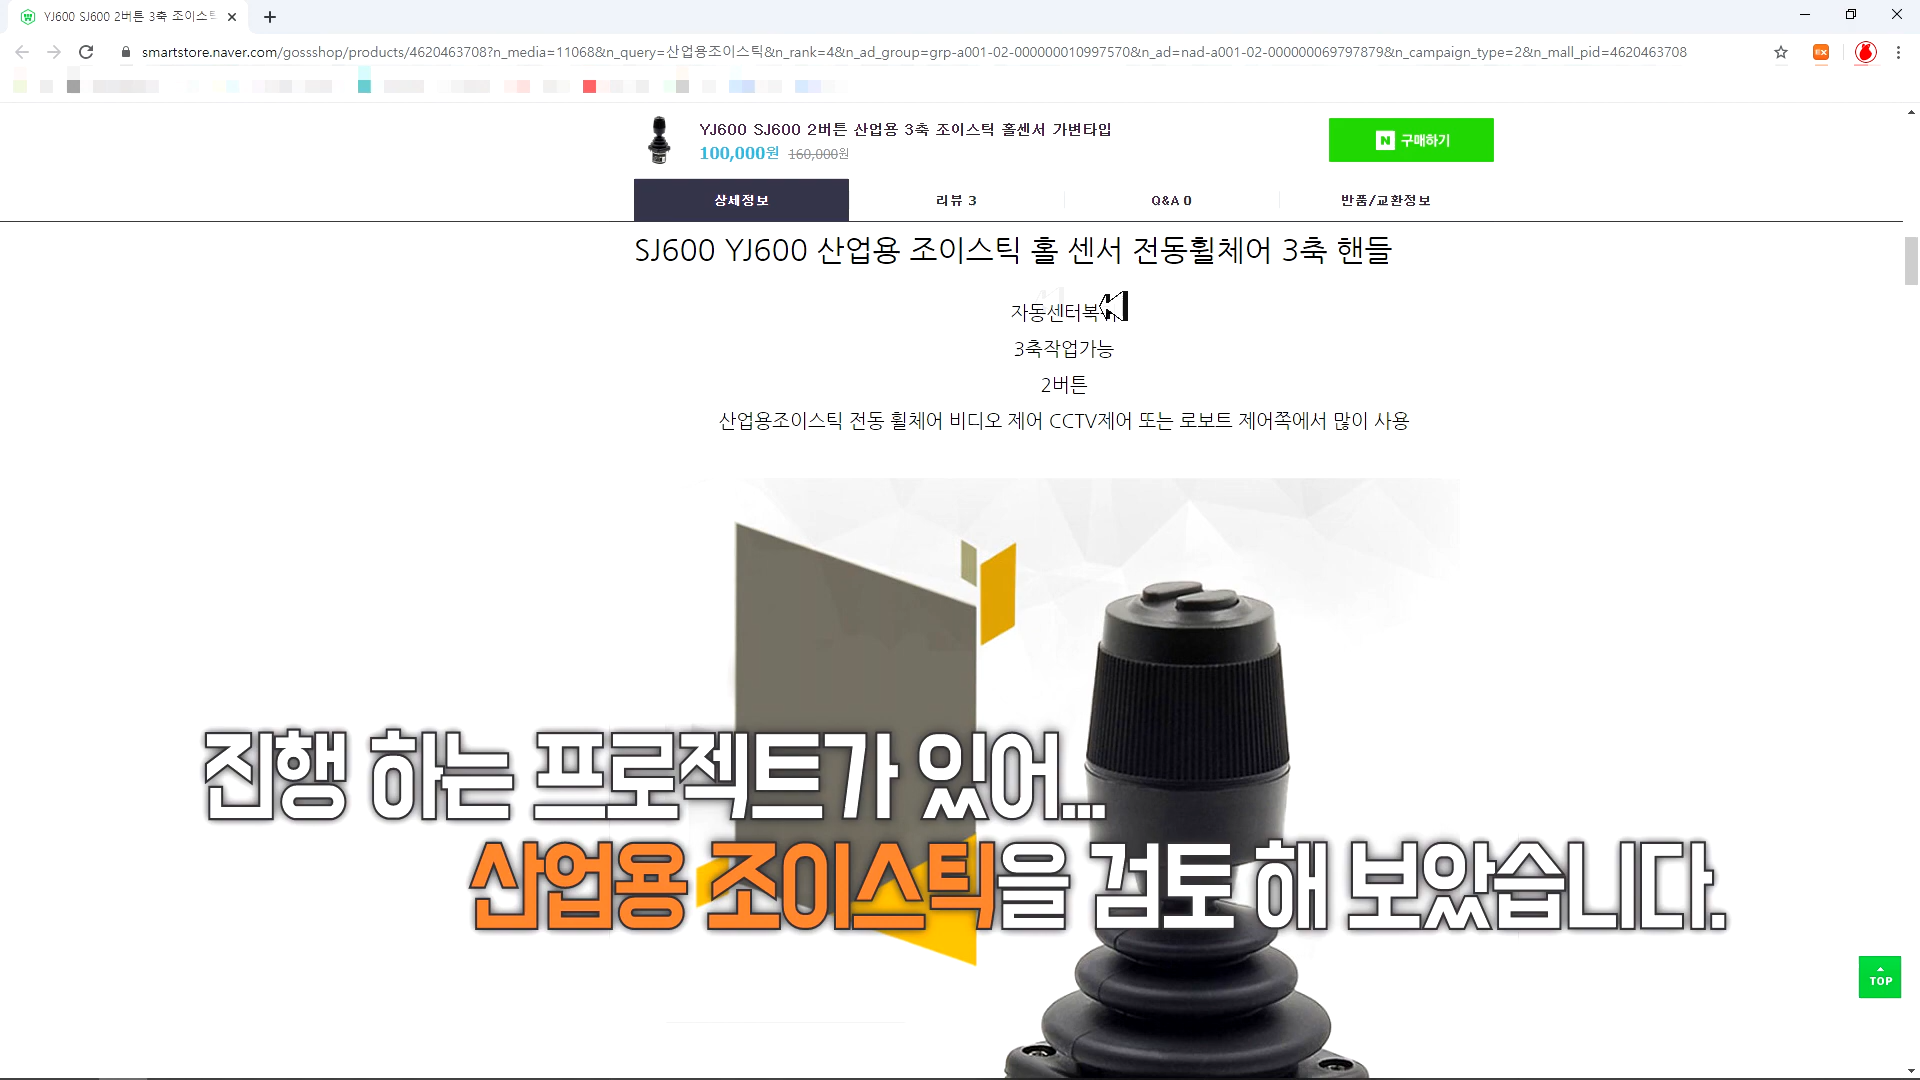 YJ600 SJ600 2버튼 3축 조이스틱
smartstore.naver.com/gossshop/products/4620463708?n_media=11068&n_query=산업용조이스틱&n_rank=4&n_ad_group=grp-a001-02-000000010997570&n_ad=nad-a001-02-000000069797879&n_campaign_type=2&n_mall_pid=4620463708
YJ600 SJ600 2버튼 산업용 3축 조이스틱 홀센서 가변타입
100,000원 160,000원
N 구매하기
상세정보
리뷰 3
Q&A 0
반품/교환정보
SJ600 YJ600 산업용 조이스틱 홀 센서 전동휠체어 3축 핸들
자동센터복
3축작업가능
2버튼
산업용조이스틱 전동 휠체어 비디오 제어 CCTV제어 또는 로보트 제어쪽에서 많이 사용
진행 하는 프로젝트가 있어...
산업용 조이스틱을 검토 해 보았습니다.
TOP